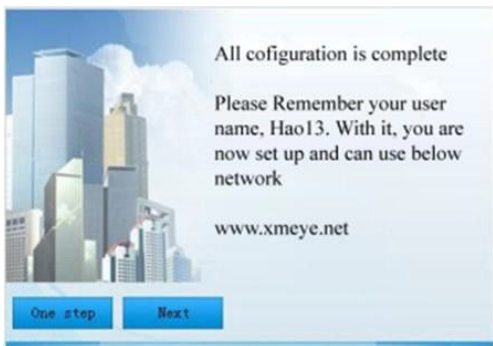 All cofiguration is complete
Please Remember your user
name, Hao13. With it, you are
now set up and can use below
network
www.xmeye.net
One step
Next